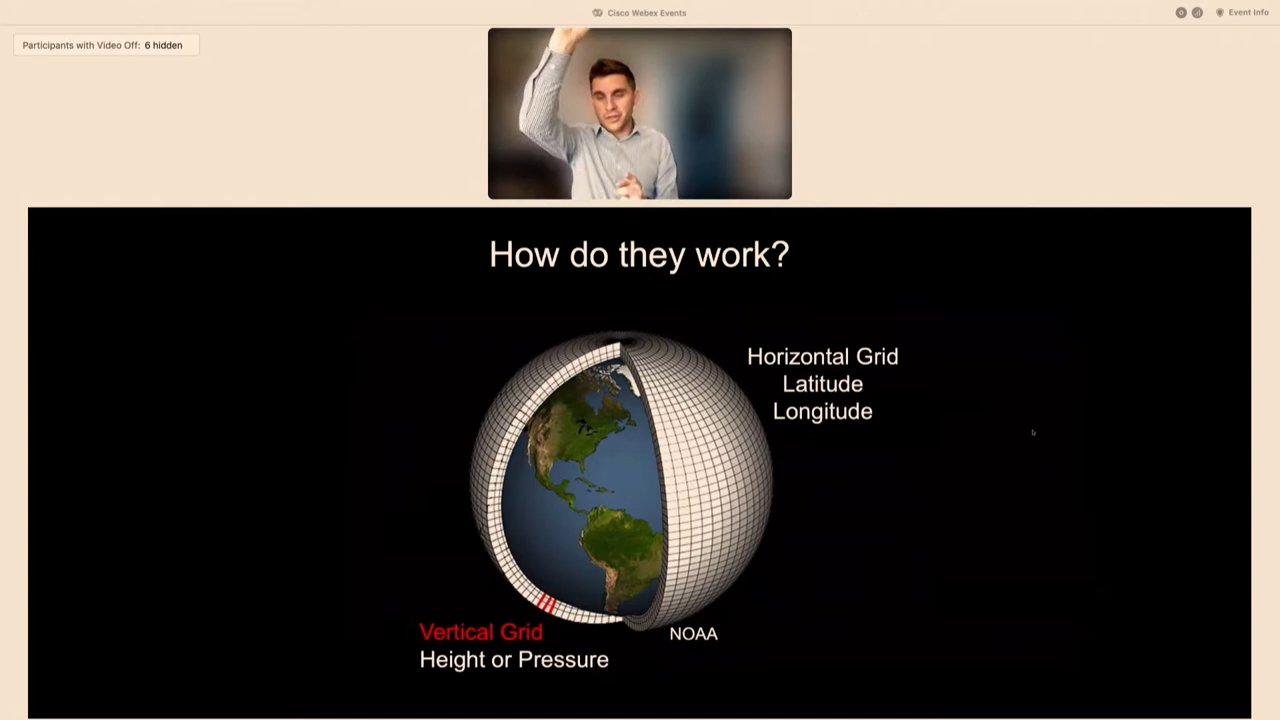 Cisco Webex Events
Event Info
Participants with Video Off: 6 hidden
How do they work?
Horizontal Grid
Latitude
Longitude
Vertical Grid
Height or Pressure
NOAA